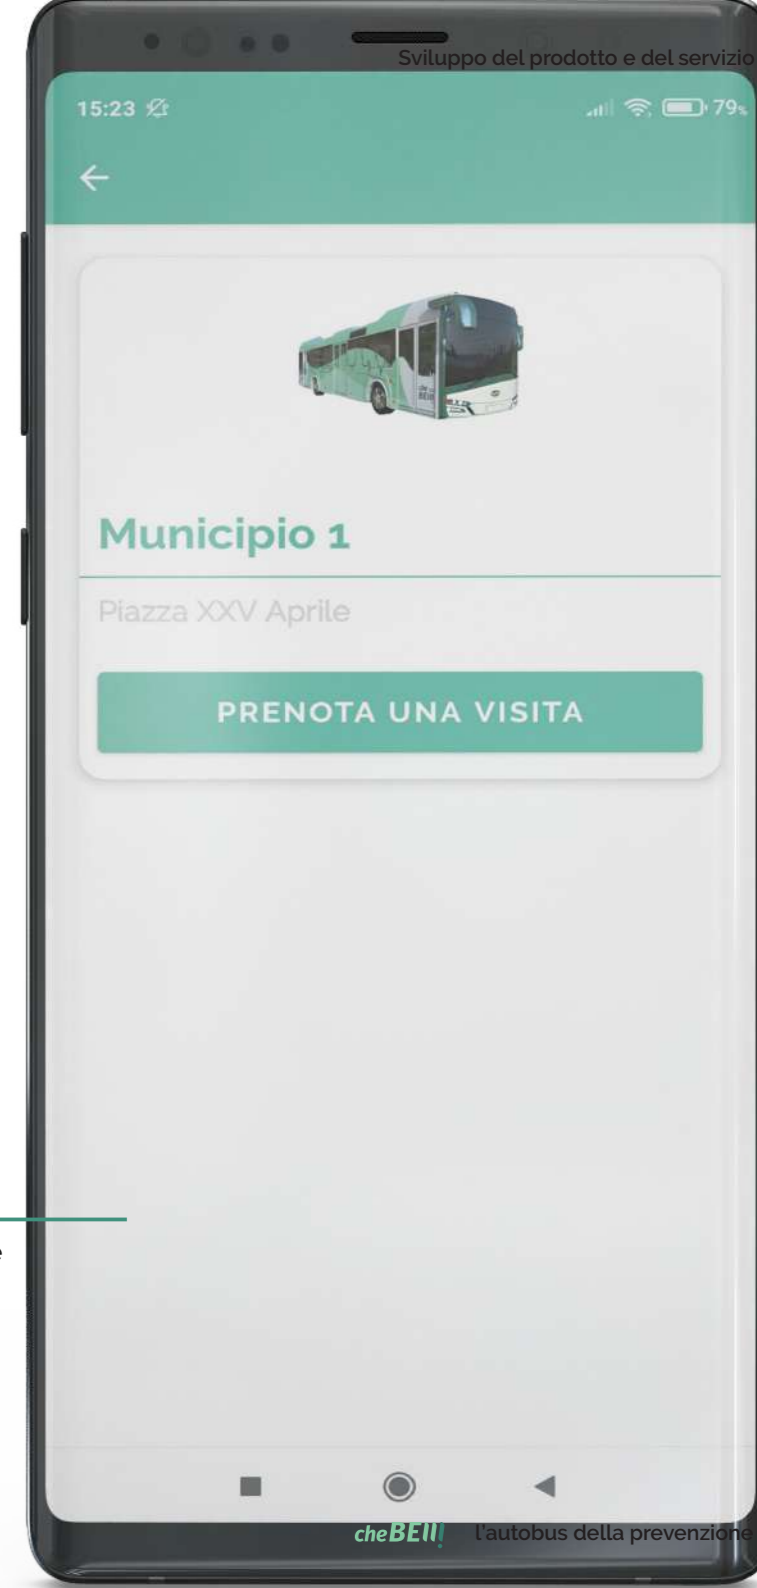 Sviluppo del prodotto e del servizio
15:23 79%
Municipio 1
Piazza XXV Aprile
PRENOTA UNA VISITA
e
cheBEll! l'autobus della prevenzione